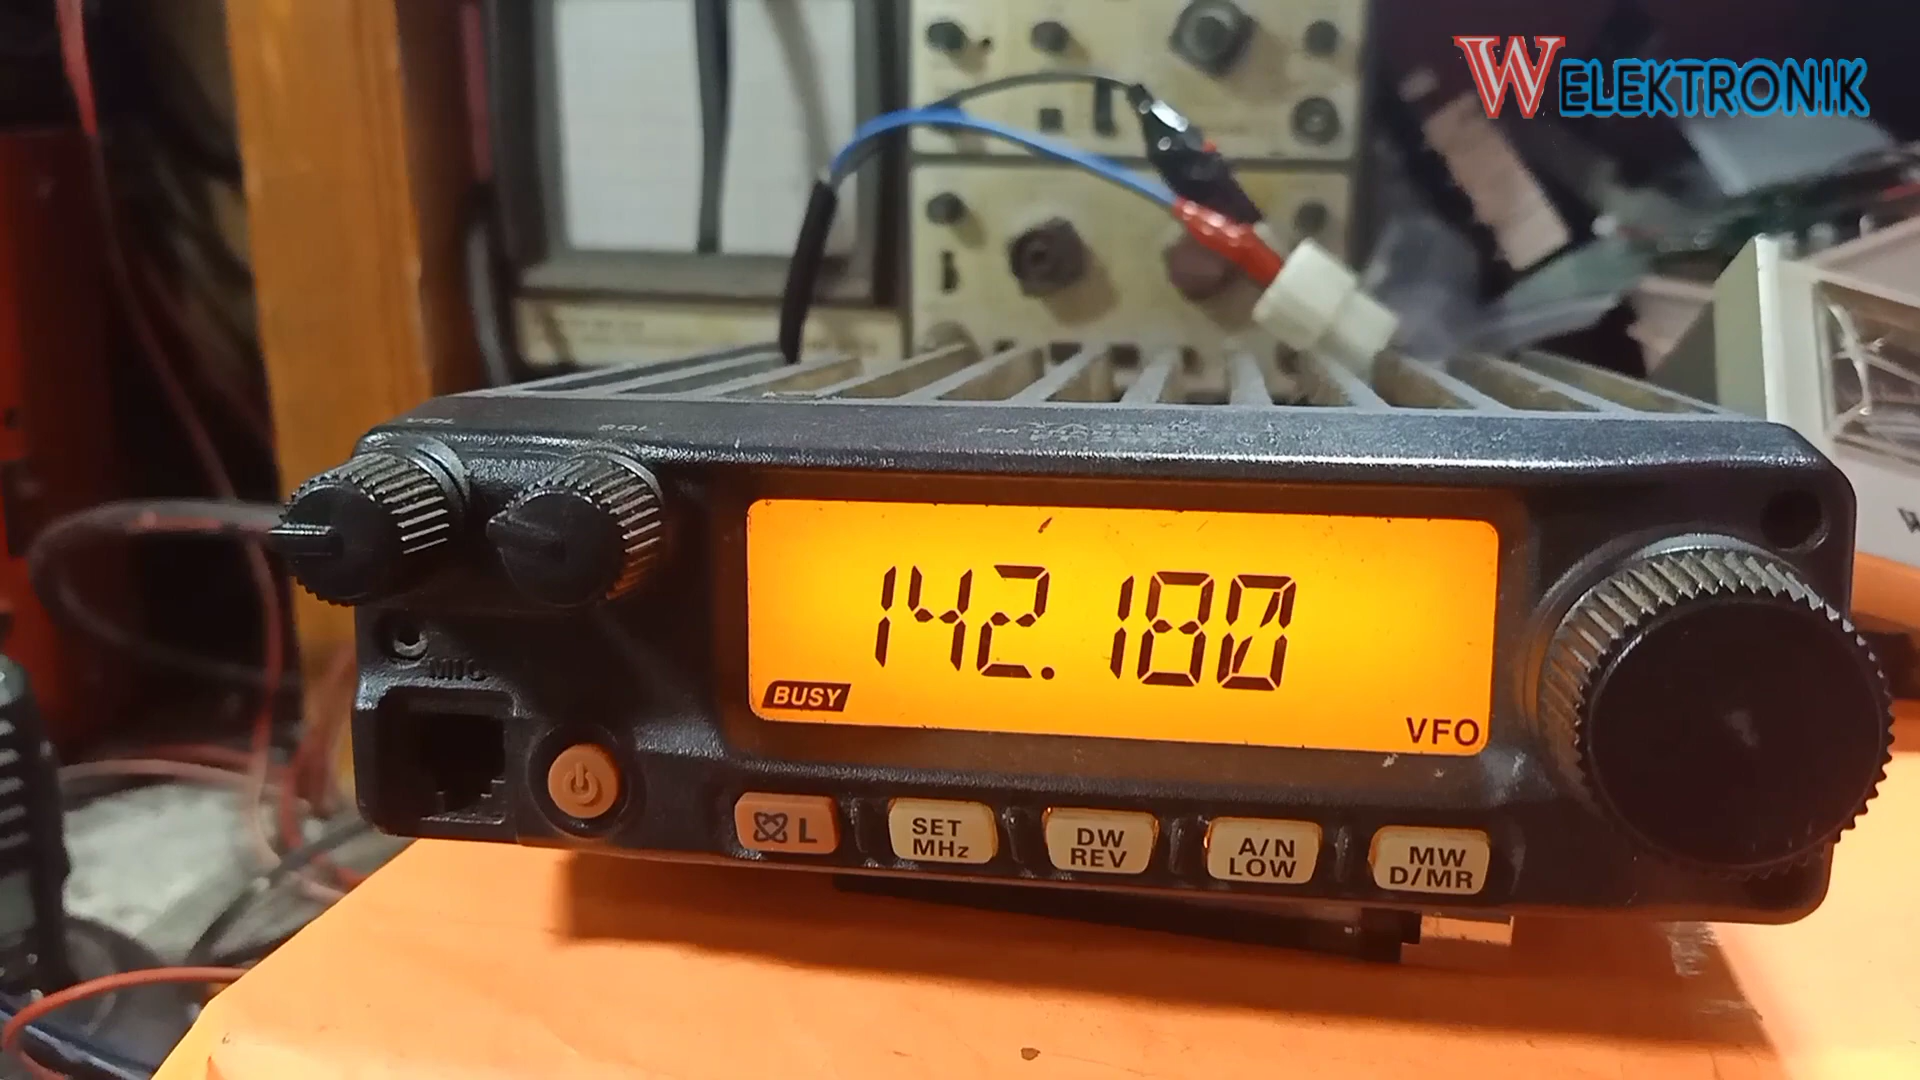 WELEKTRONIK
MIC
142.180
BUSY
VFO
L
SET
MHz
DW
REV
A/N
LOW
MW
D/MR